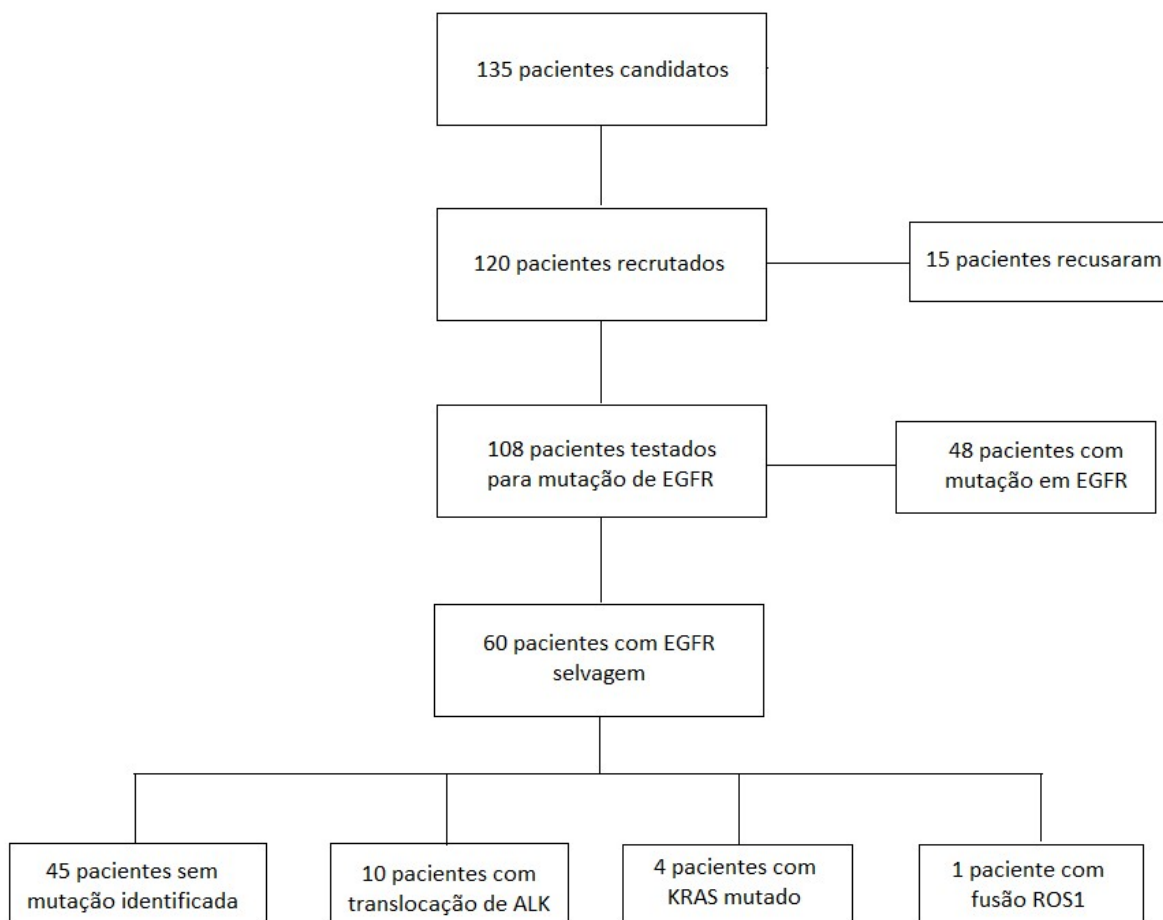 135 pacientes candidatos
120 pacientes recrutados
15 pacientes recusaram
108 pacientes testados
para mutação de EGFR
48 pacientes com
mutação em EGFR
60 pacientes com EGFR
selvagem
45 pacientes sem
mutação identificada
10 pacientes com
translocação de ALK
4 pacientes com
KRAS mutado
1 paciente com
fusão ROS1